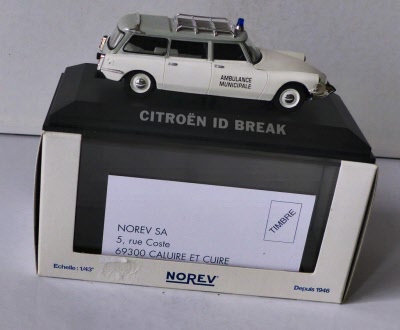 AMBULANCE
MUNICIPALE
CITROËN ID BREAK
NOREV SA
5, rue Coste
69300 CALUIRE ET CUIRE
TIMBRE
Echelle : 1/43°
NOREV
Depuis 1946